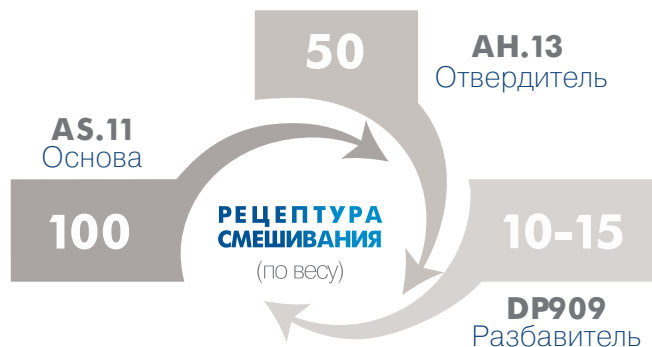 50
AH.13
Отвердитель
AS.11
Основа
100
РЕЦЕПТУРА
СМЕШИВАНИЯ
(по весу)
10-15
DP909
Разбавитель